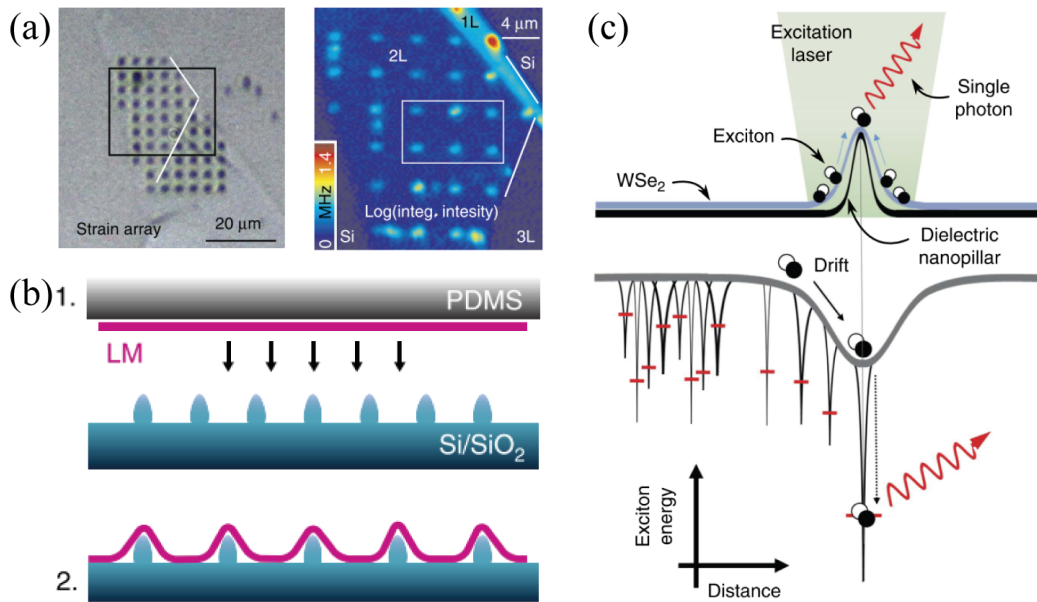 (a)
Strain array
20 μm
1L
4 μm
2L
Si
MHz
0
1.4
Log(integ. intesity)
Si
3L
(b)
1.
PDMS
LM
Si/SiO2
2.
(c)
Excitation
laser
Single
photon
Exciton
WSe2
Dielectric
nanopillar
Drift
Exciton
energy
Distance